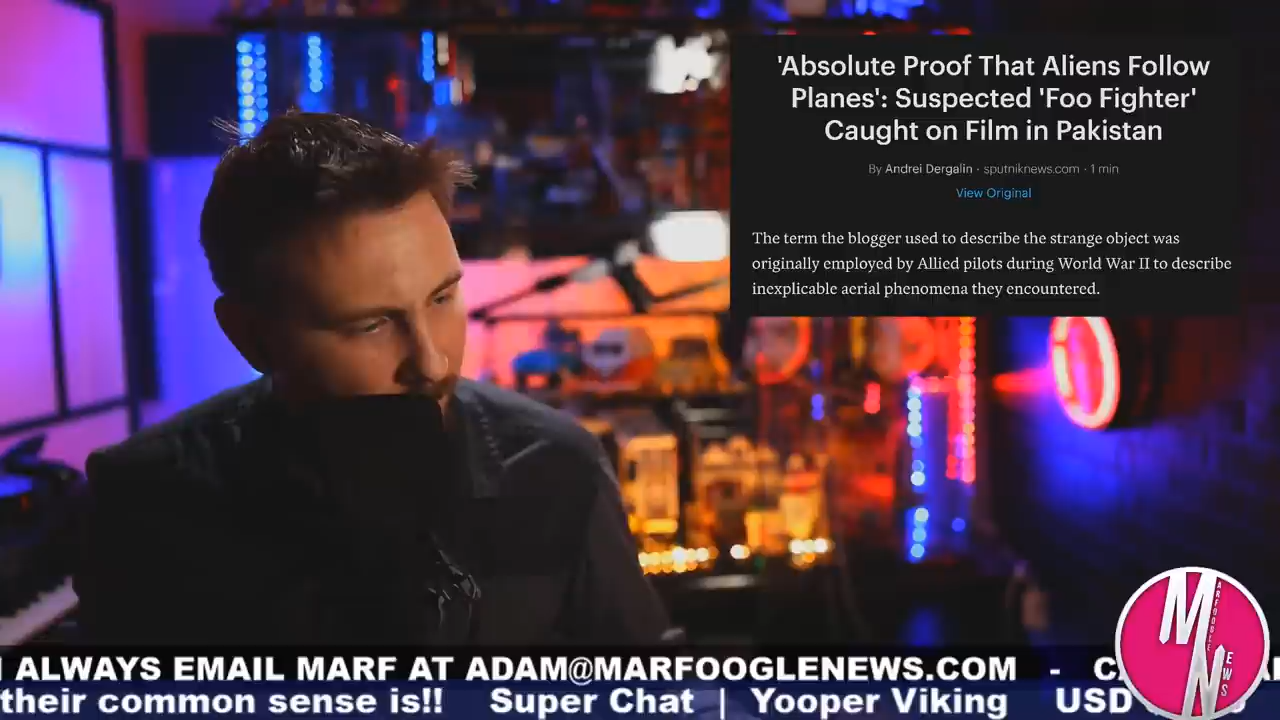 'Absolute Proof That Aliens Follow
Planes': Suspected 'Foo Fighter'
Caught on Film in Pakistan
By Andrei Dergalin · sputniknews.com · 1 min
View Original
The term the blogger used to describe the strange object was
originally employed by Allied pilots during World War II to describe
inexplicable aerial phenomena they encountered.
MARFOOGLE
NEWS
ALWAYS EMAIL MARF AT ADAM@MARFOOGLENEWS.COM -
their common sense is!! Super Chat | Yooper Viking USD